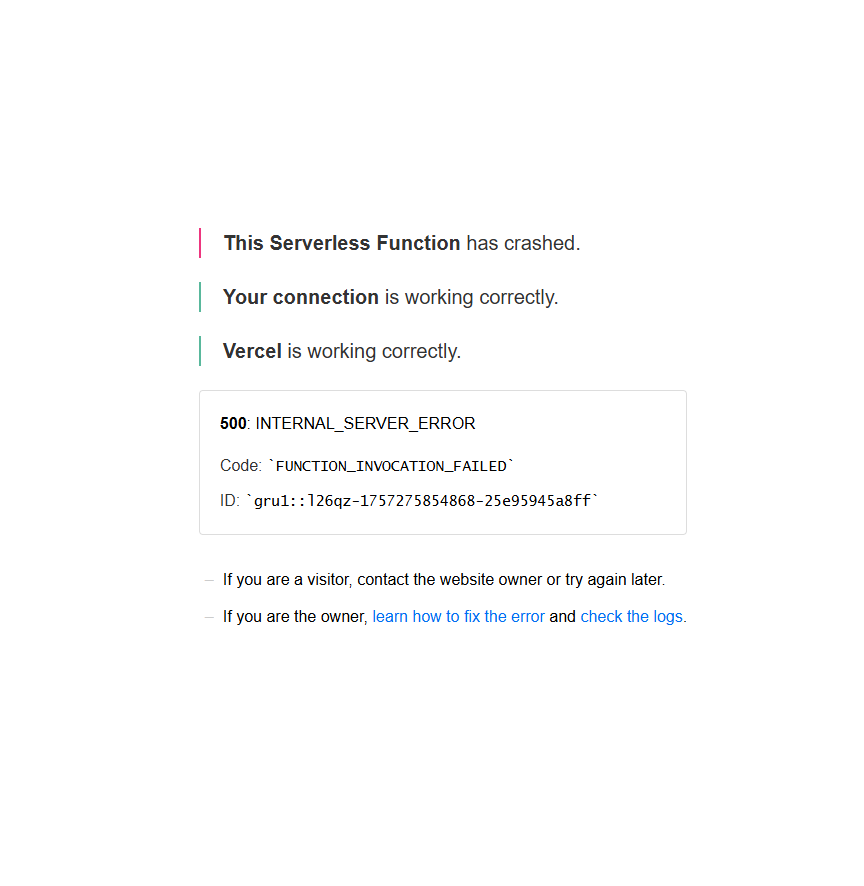 This Serverless Function has crashed.
Your connection is working correctly.
Vercel is working correctly.
500: INTERNAL_SERVER_ERROR
Code: `FUNCTION_INVOCATION_FAILED`
ID: `gru1::l26qz-1757275854868-25e95945a8ff`
– If you are a visitor, contact the website owner or try again later.
– If you are the owner, learn how to fix the error and check the logs.